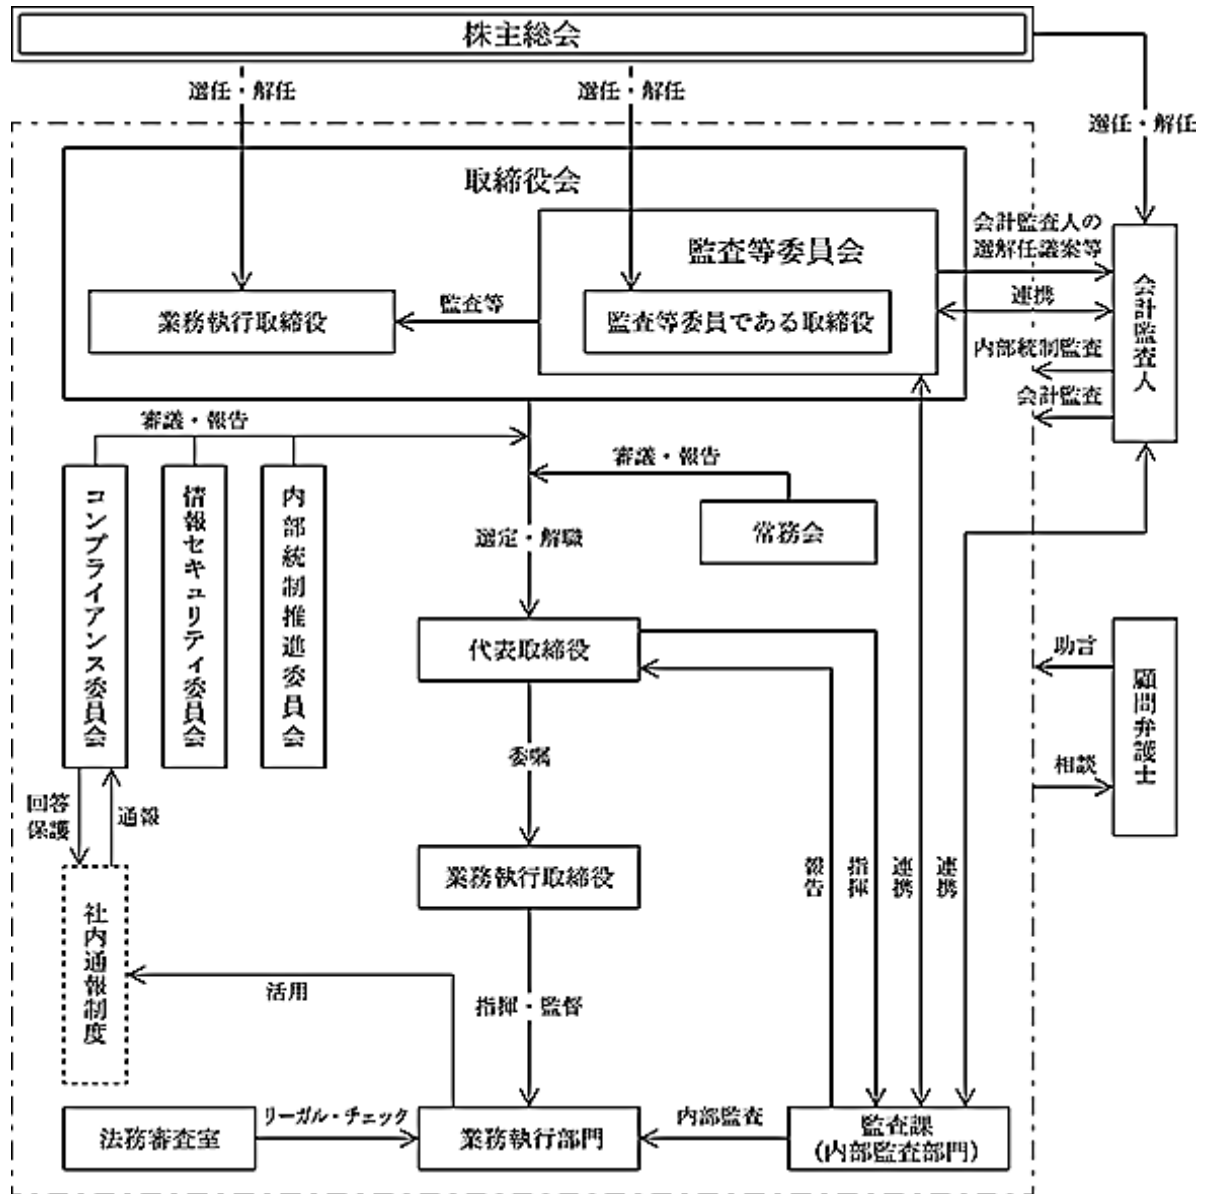 株主総会
選任・解任
選任・解任
選任・解任
取締役会
監査等委員会
会計監査人の
選解任議案等
業務執行取締役
監査等
監査等委員である取締役
連携
会計監査人
内部統制監査
会計監査
審議・報告
審議・報告
コンプライアンス委員会
情報セキュリティ委員会
内部統制推進委員会
選定・解職
常務会
代表取締役
助言
顧問弁護士
相談
委嘱
回答
保護
通報
業務執行取締役
報告
指揮
連携
連携
社内通報制度
活用
指揮・監督
法務審査室
リーガル・チェック
業務執行部門
内部監査
監査課
（内部監査部門）